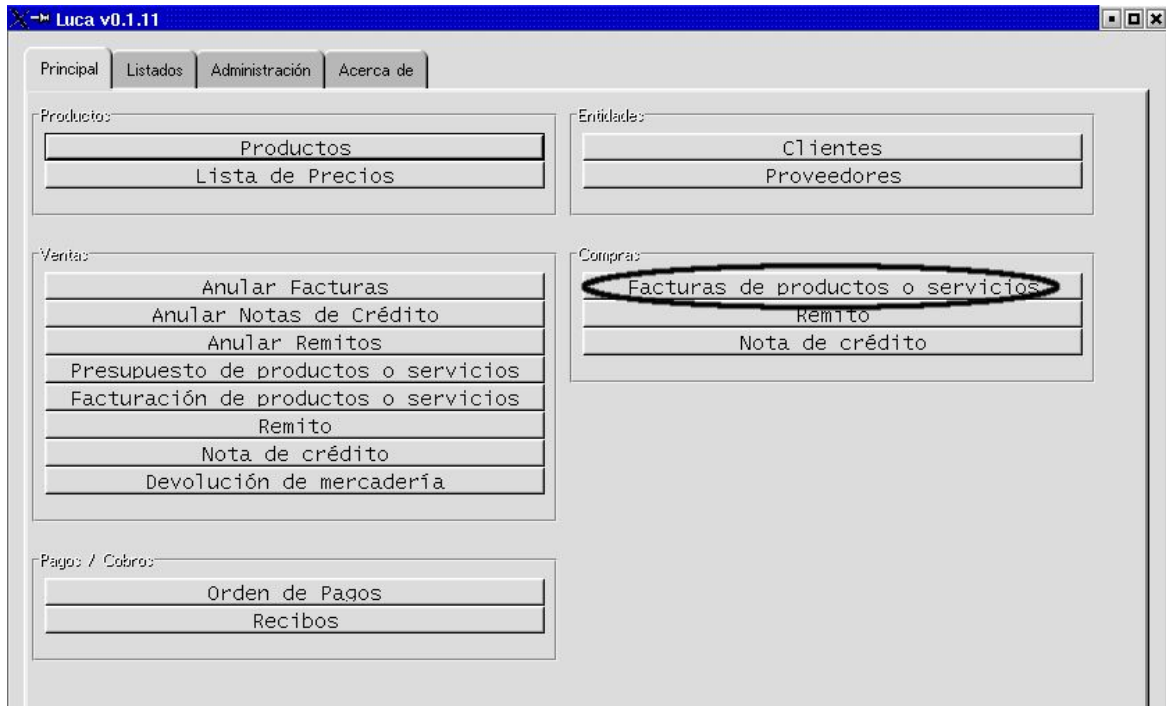 Luca v0.1.11
Principal
Listados
Administración
Acerca de
Productos
Productos
Lista de Precios
Entidades
Clientes
Proveedores
Ventas
Anular Facturas
Anular Notas de Crédito
Anular Remitos
Presupuesto de productos o servicios
Facturación de productos o servicios
Remito
Nota de crédito
Devolución de mercadería
Compras
Facturas de productos o servicios
Remito
Nota de crédito
Pagos / Cobros
Orden de Pagos
Recibos